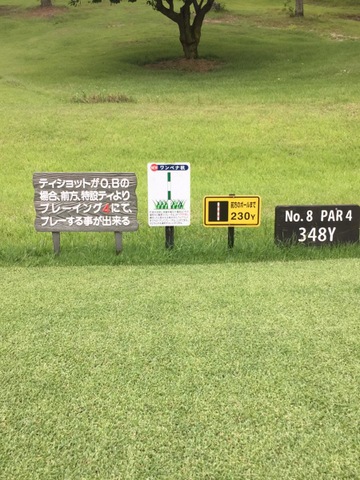 ティショットがO,Bの
場合、前方、特設ティより
プレーイング4にて、
プレーする事が出来る
ワンペナ杭
230Y
No.8 PAR 4
348Y